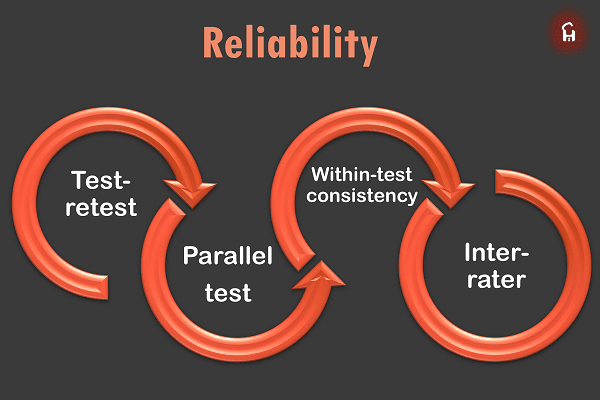 Reliability
Test-
retest
Parallel
test
Within-test
consistency
Inter-
rater